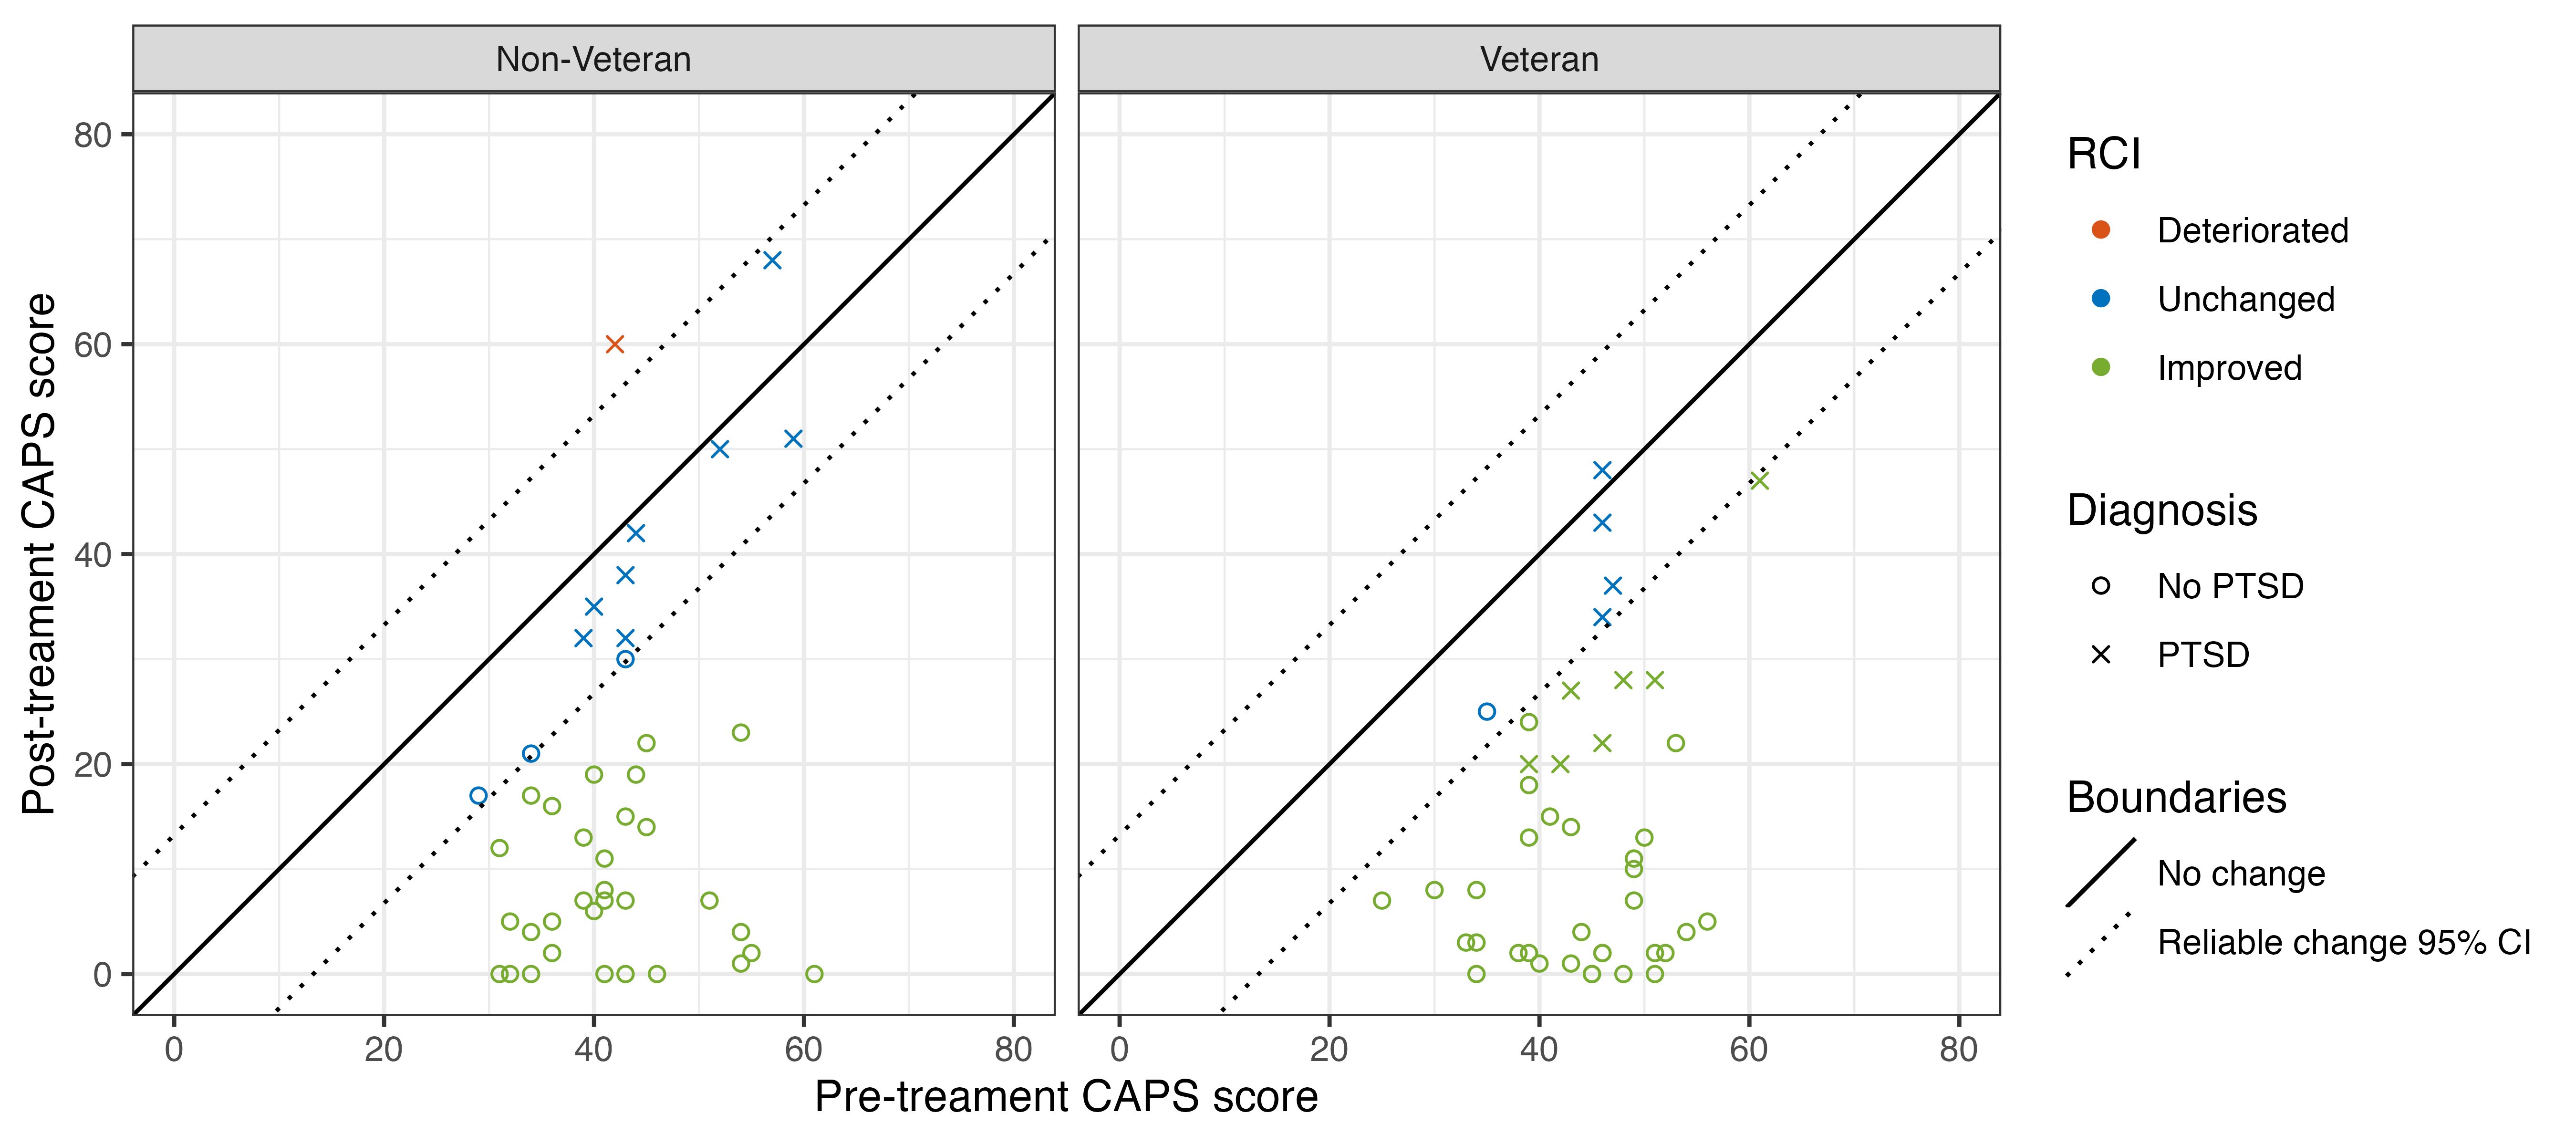 Non-Veteran
Veteran
80
60
40
20
0
0
20
40
60
80
0
20
40
60
80
Post-treament CAPS score
Pre-treament CAPS score
RCI
Deteriorated
Unchanged
Improved
Diagnosis
No PTSD
PTSD
Boundaries
No change
Reliable change 95% CI